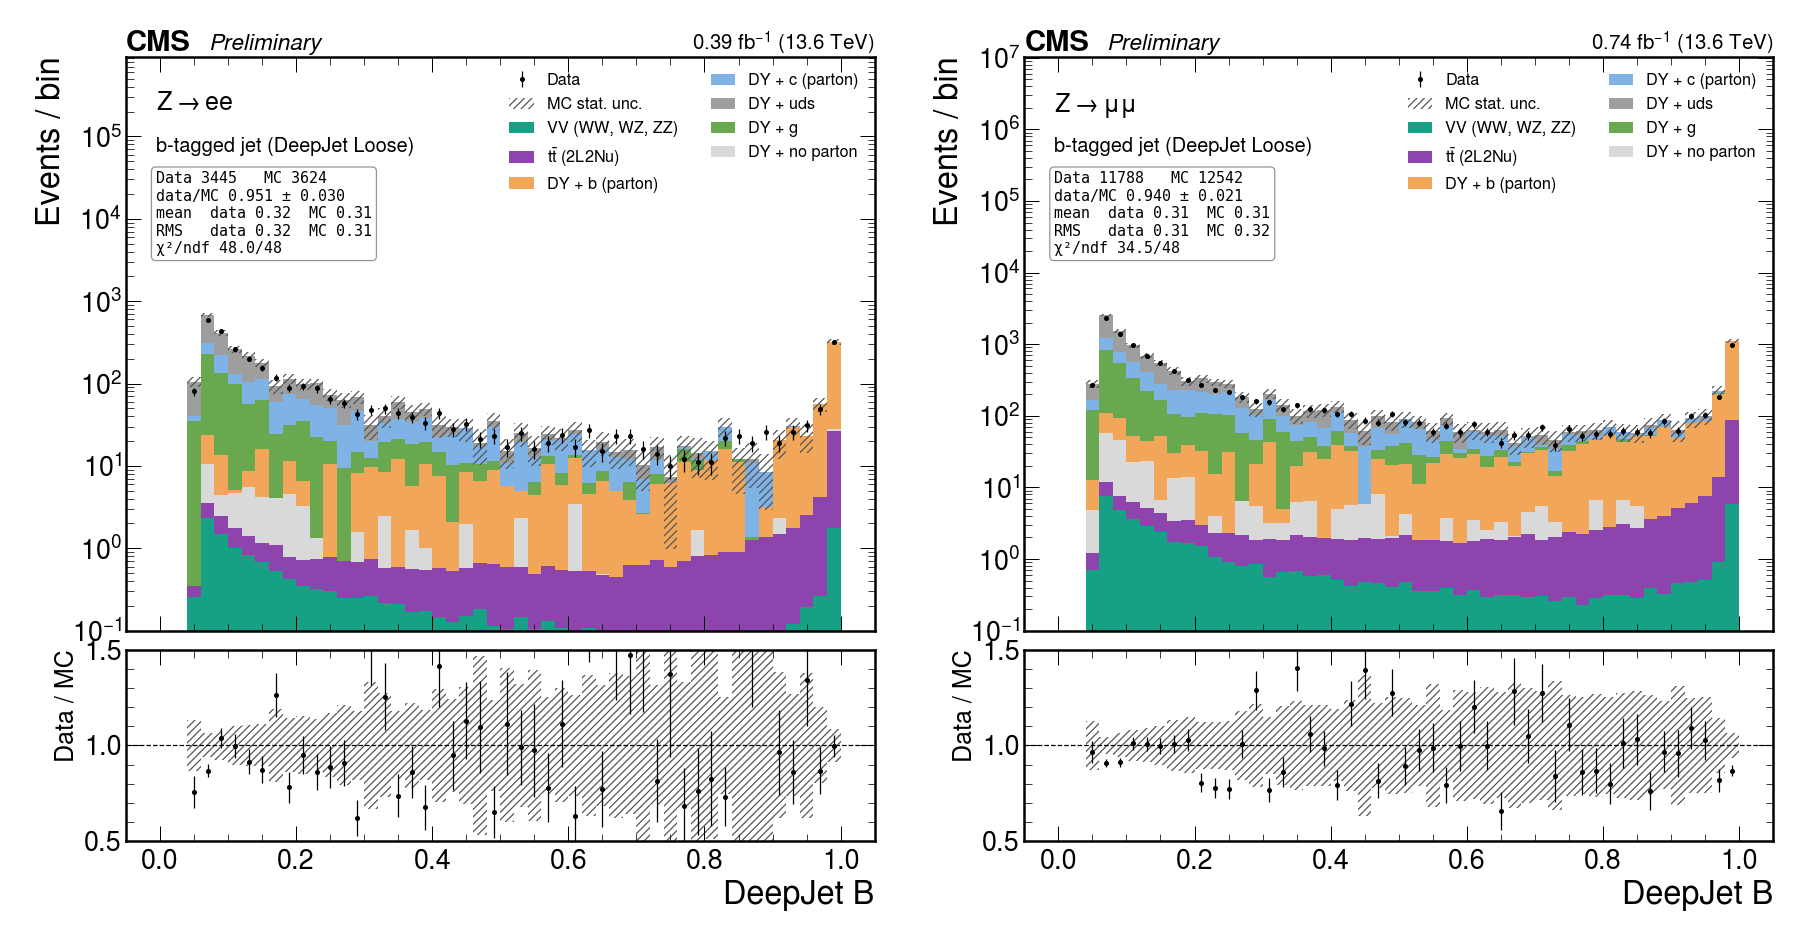 CMS Preliminary 0.39 fb⁻¹ (13.6 TeV)
Events / bin
Z → ee
b-tagged jet (DeepJet Loose)
Data 3445   MC 3624
data/MC 0.951 ± 0.030
mean  data 0.32  MC 0.31
RMS   data 0.32  MC 0.31
χ²/ndf 48.0/48
Data
MC stat. unc.
VV (WW, WZ, ZZ)
tt̄ (2L2Nu)
DY + b (parton)
DY + c (parton)
DY + uds
DY + g
DY + no parton
10⁵
10⁴
10³
10²
10¹
10⁰
10⁻¹
Data / MC
1.5
1.0
0.5
0.0 0.2 0.4 0.6 0.8 1.0
DeepJet B
CMS Preliminary 0.74 fb⁻¹ (13.6 TeV)
Events / bin
Z → μμ
b-tagged jet (DeepJet Loose)
Data 11788   MC 12542
data/MC 0.940 ± 0.021
mean  data 0.31  MC 0.31
RMS   data 0.31  MC 0.32
χ²/ndf 34.5/48
Data
MC stat. unc.
VV (WW, WZ, ZZ)
tt̄ (2L2Nu)
DY + b (parton)
DY + c (parton)
DY + uds
DY + g
DY + no parton
10⁷
10⁶
10⁵
10⁴
10³
10²
10¹
10⁰
10⁻¹
Data / MC
1.5
1.0
0.5
0.0 0.2 0.4 0.6 0.8 1.0
DeepJet B